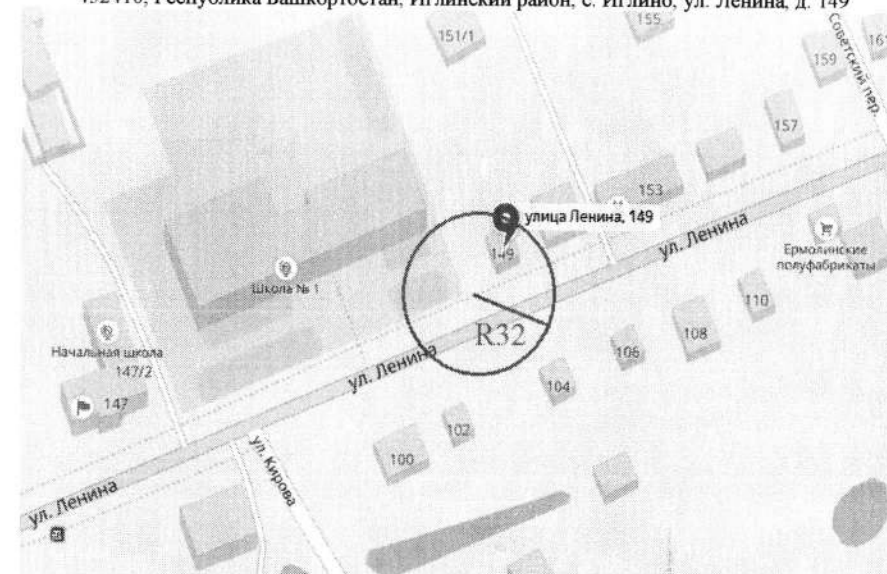 452410, Республика Башкортостан, Иглинский район, с. Иглино, ул. Ленина, д. 149
151/1
155
Советский пер.
159
161
157
153
улица Ленина, 149
149
ул. Ленина
Ермолинские
полуфабрикаты
Школа № 1
110
108
R32
106
Начальная школа
147/2
ул. Ленина
104
147
102
100
ул. Кирова
ул. Ленина